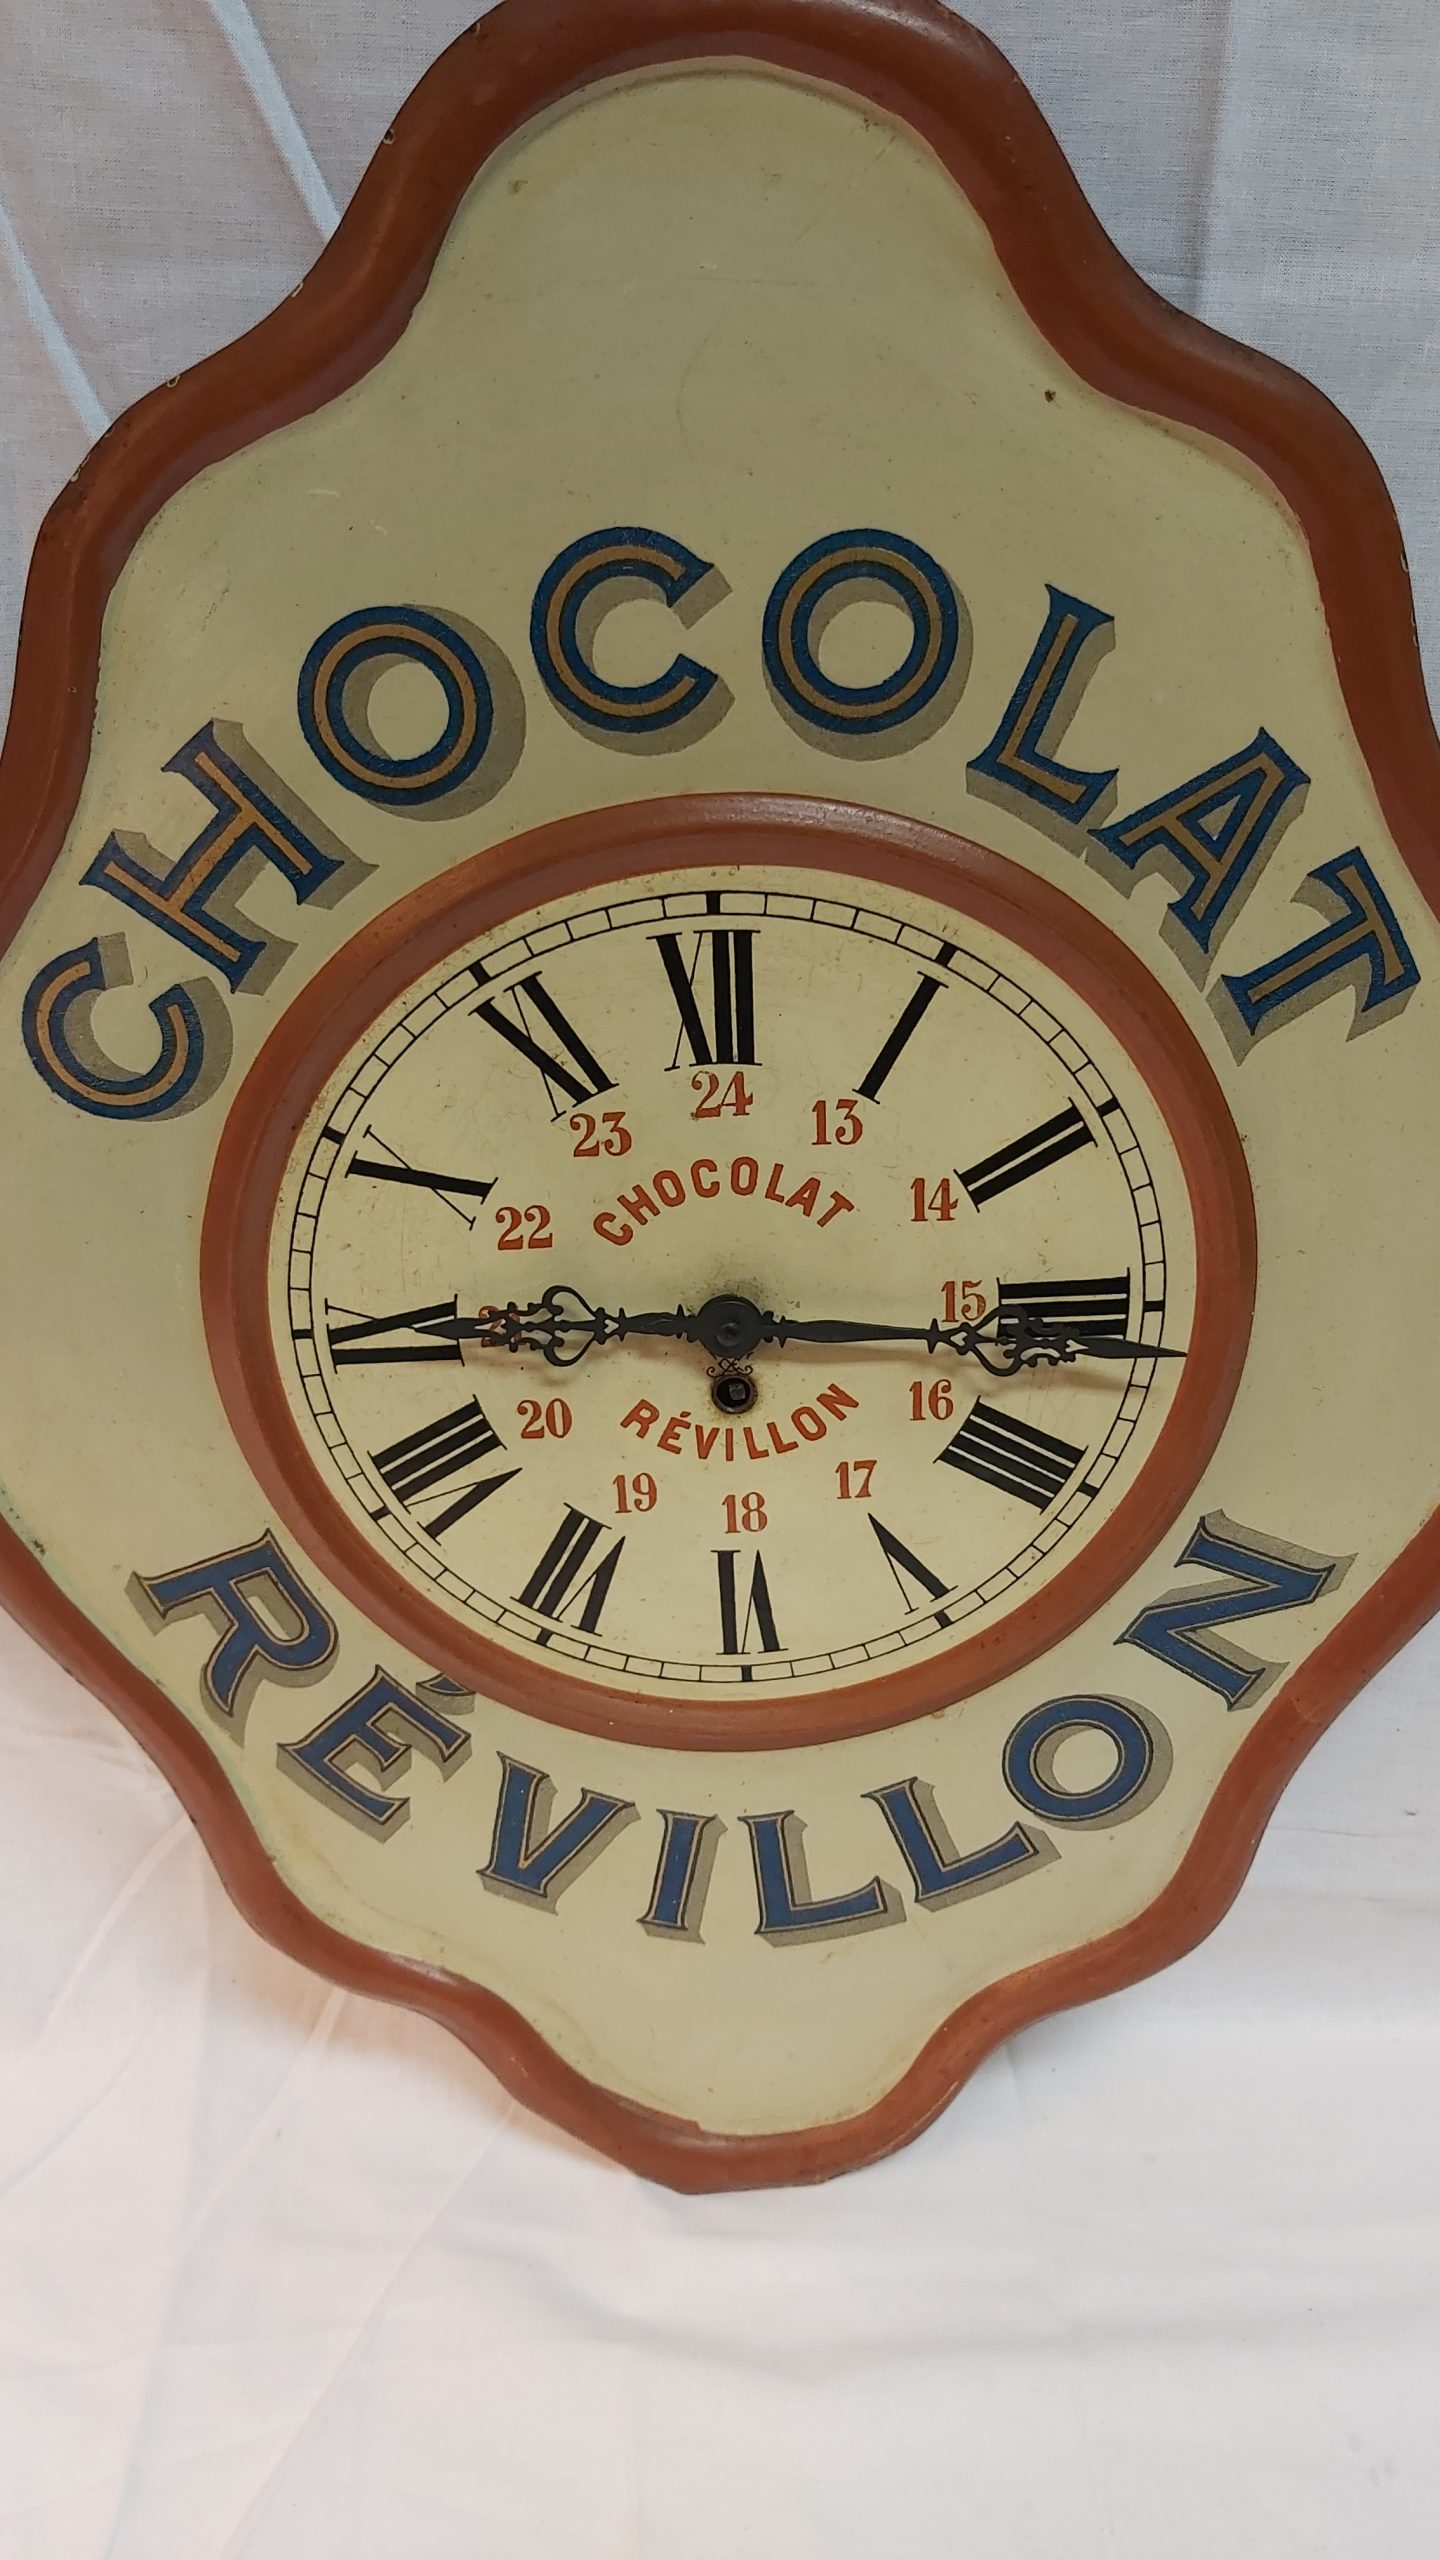 CHOCOLAT
XII
XI I
24
23 13
X II
CHOCOLAT
22 14
15
IX III
RÉVILLON
20 16
VIII IIII
19 17
18
VII V
VI
RÉVILLON